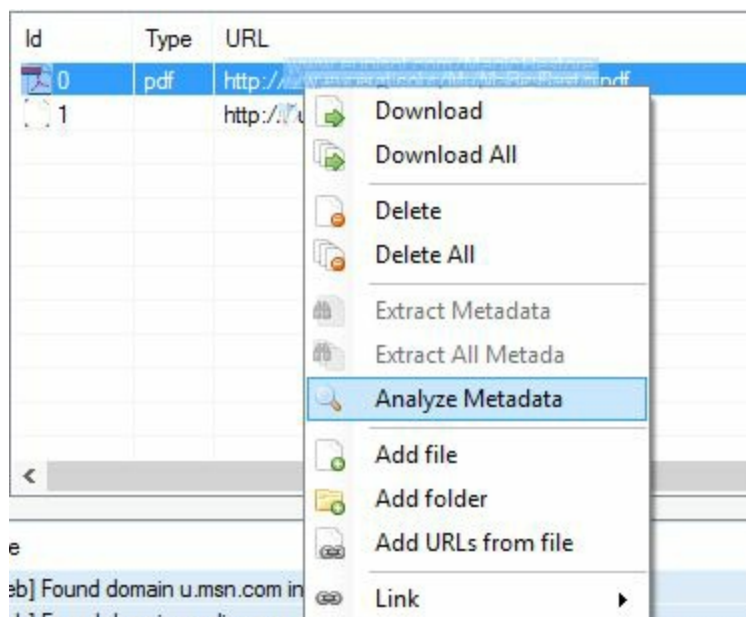 Id Type URL
0 pdf http:// pdf
1 http://
Download
Download All
Delete
Delete All
Extract Metadata
Extract All Metada
Analyze Metadata
Add file
Add folder
Add URLs from file
e
eb] Found domain u.msn.com in
Link